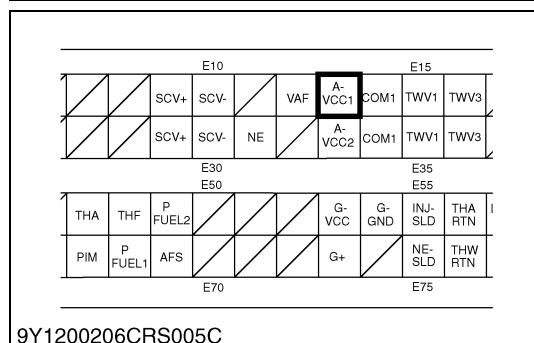 E10 E15
SCV+ SCV- VAF A-VCC1 COM1 TWV1 TWV3
SCV+ SCV- NE A-VCC2 COM1 TWV1 TWV3
E30 E35
E50 E55
THA THF P FUEL2 G-VCC G-GND INJ-SLD THA RTN
PIM P FUEL1 AFS G+ NE-SLD THW RTN
E70 E75
9Y1200206CRS005C